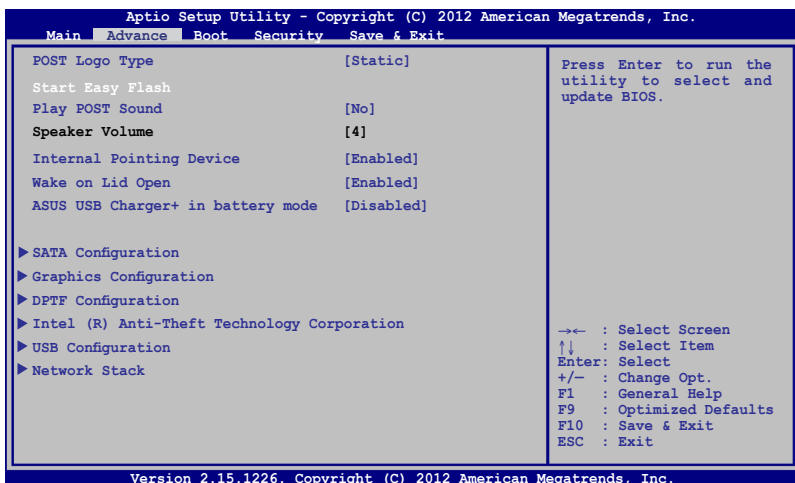 Aptio Setup Utility - Copyright (C) 2012 American Megatrends, Inc.
Main Advance Boot Security Save & Exit
POST Logo Type [Static]
Start Easy Flash
Play POST Sound [No]
Speaker Volume [4]
Internal Pointing Device [Enabled]
Wake on Lid Open [Enabled]
ASUS USB Charger+ in battery mode [Disabled]
SATA Configuration
Graphics Configuration
DPTF Configuration
Intel (R) Anti-Theft Technology Corporation
USB Configuration
Network Stack
Press Enter to run the
utility to select and
update BIOS.
→← : Select Screen
↑↓ : Select Item
Enter: Select
+/— : Change Opt.
F1 : General Help
F9 : Optimized Defaults
F10 : Save & Exit
ESC : Exit
Version 2.15.1226. Copyright (C) 2012 American Megatrends, Inc.